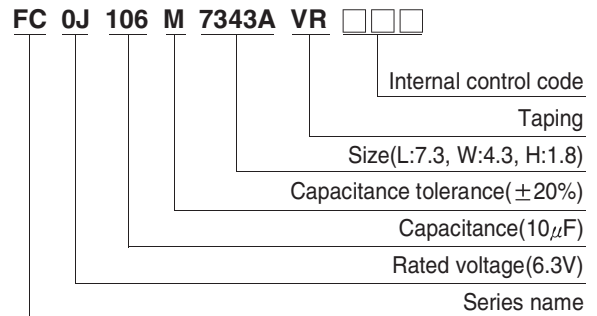 FC 0J 106 M 7343A VR □□□
Internal control code
Taping
Size(L:7.3, W:4.3, H:1.8)
Capacitance tolerance(±20%)
Capacitance(10μF)
Rated voltage(6.3V)
Series name